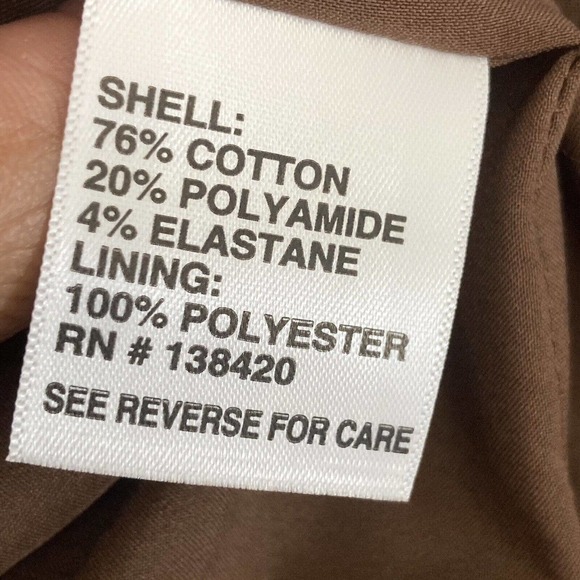 SHELL:
76% COTTON
20% POLYAMIDE
4% ELASTANE
LINING:
100% POLYESTER
RN # 138420
SEE REVERSE FOR CARE